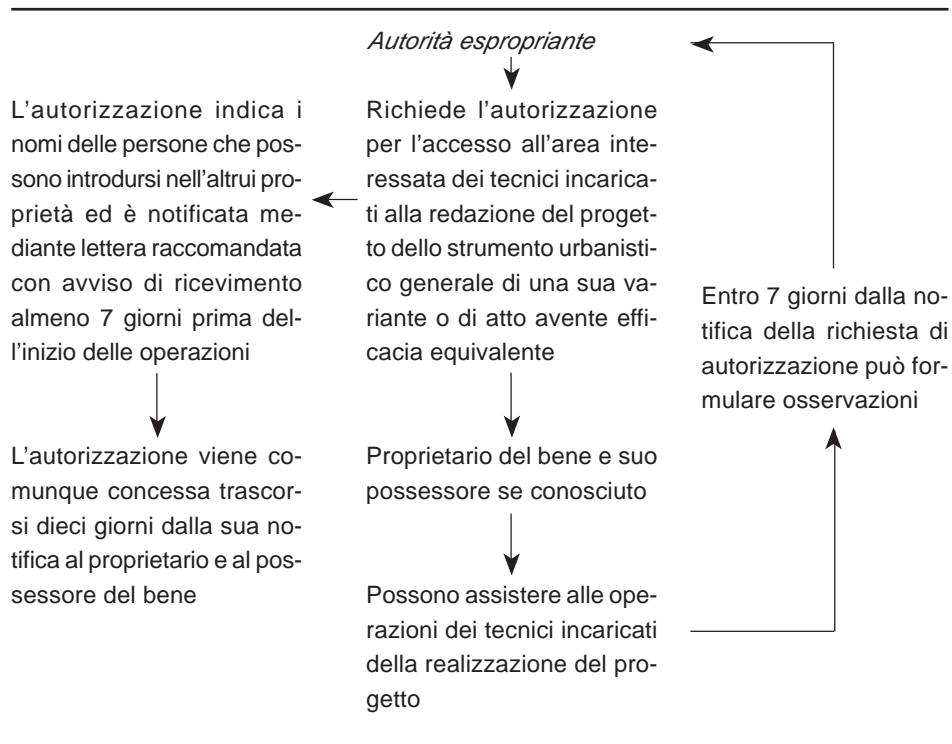 Autorità espropriante
L'autorizzazione indica i
nomi delle persone che pos-
sono introdursi nell'altrui pro-
prietà ed è notificata me-
diante lettera raccomandata
con avviso di ricevimento
almeno 7 giorni prima del-
l'inizio delle operazioni
L'autorizzazione viene co-
munque concessa trascor-
si dieci giorni dalla sua no-
tifica al proprietario e al pos-
sessore del bene
Richiede l'autorizzazione
per l'accesso all'area inte-
ressata dei tecnici incarica-
ti alla redazione del proget-
to dello strumento urbanisti-
co generale di una sua va-
riante o di atto avente effi-
cacia equivalente
Proprietario del bene e suo
possessore se conosciuto
Possono assistere alle ope-
razioni dei tecnici incaricati
della realizzazione del pro-
getto
Entro 7 giorni dalla no-
tifica della richiesta di
autorizzazione può for-
mulare osservazioni